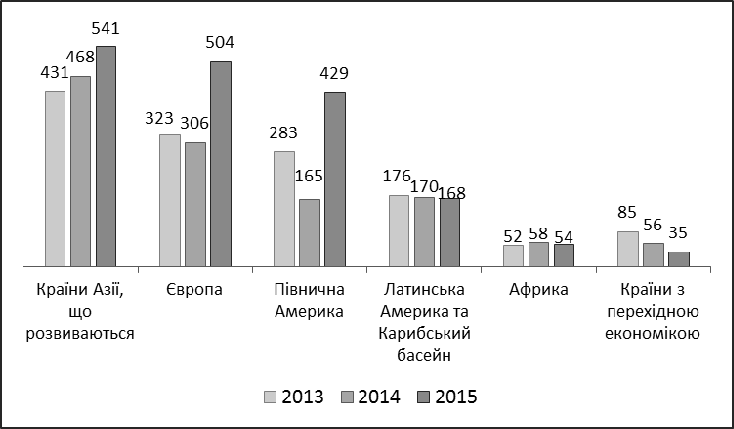 541
504
468
431
429
323
306
283
165
176
170
168
52
58
54
85
56
35
Країни Азії,
що
розвиваються
Європа
Північна
Америка
Латинська
Америка та
Карибський
басейн
Африка
Країни з
перехідною
економікою
2013 2014 2015